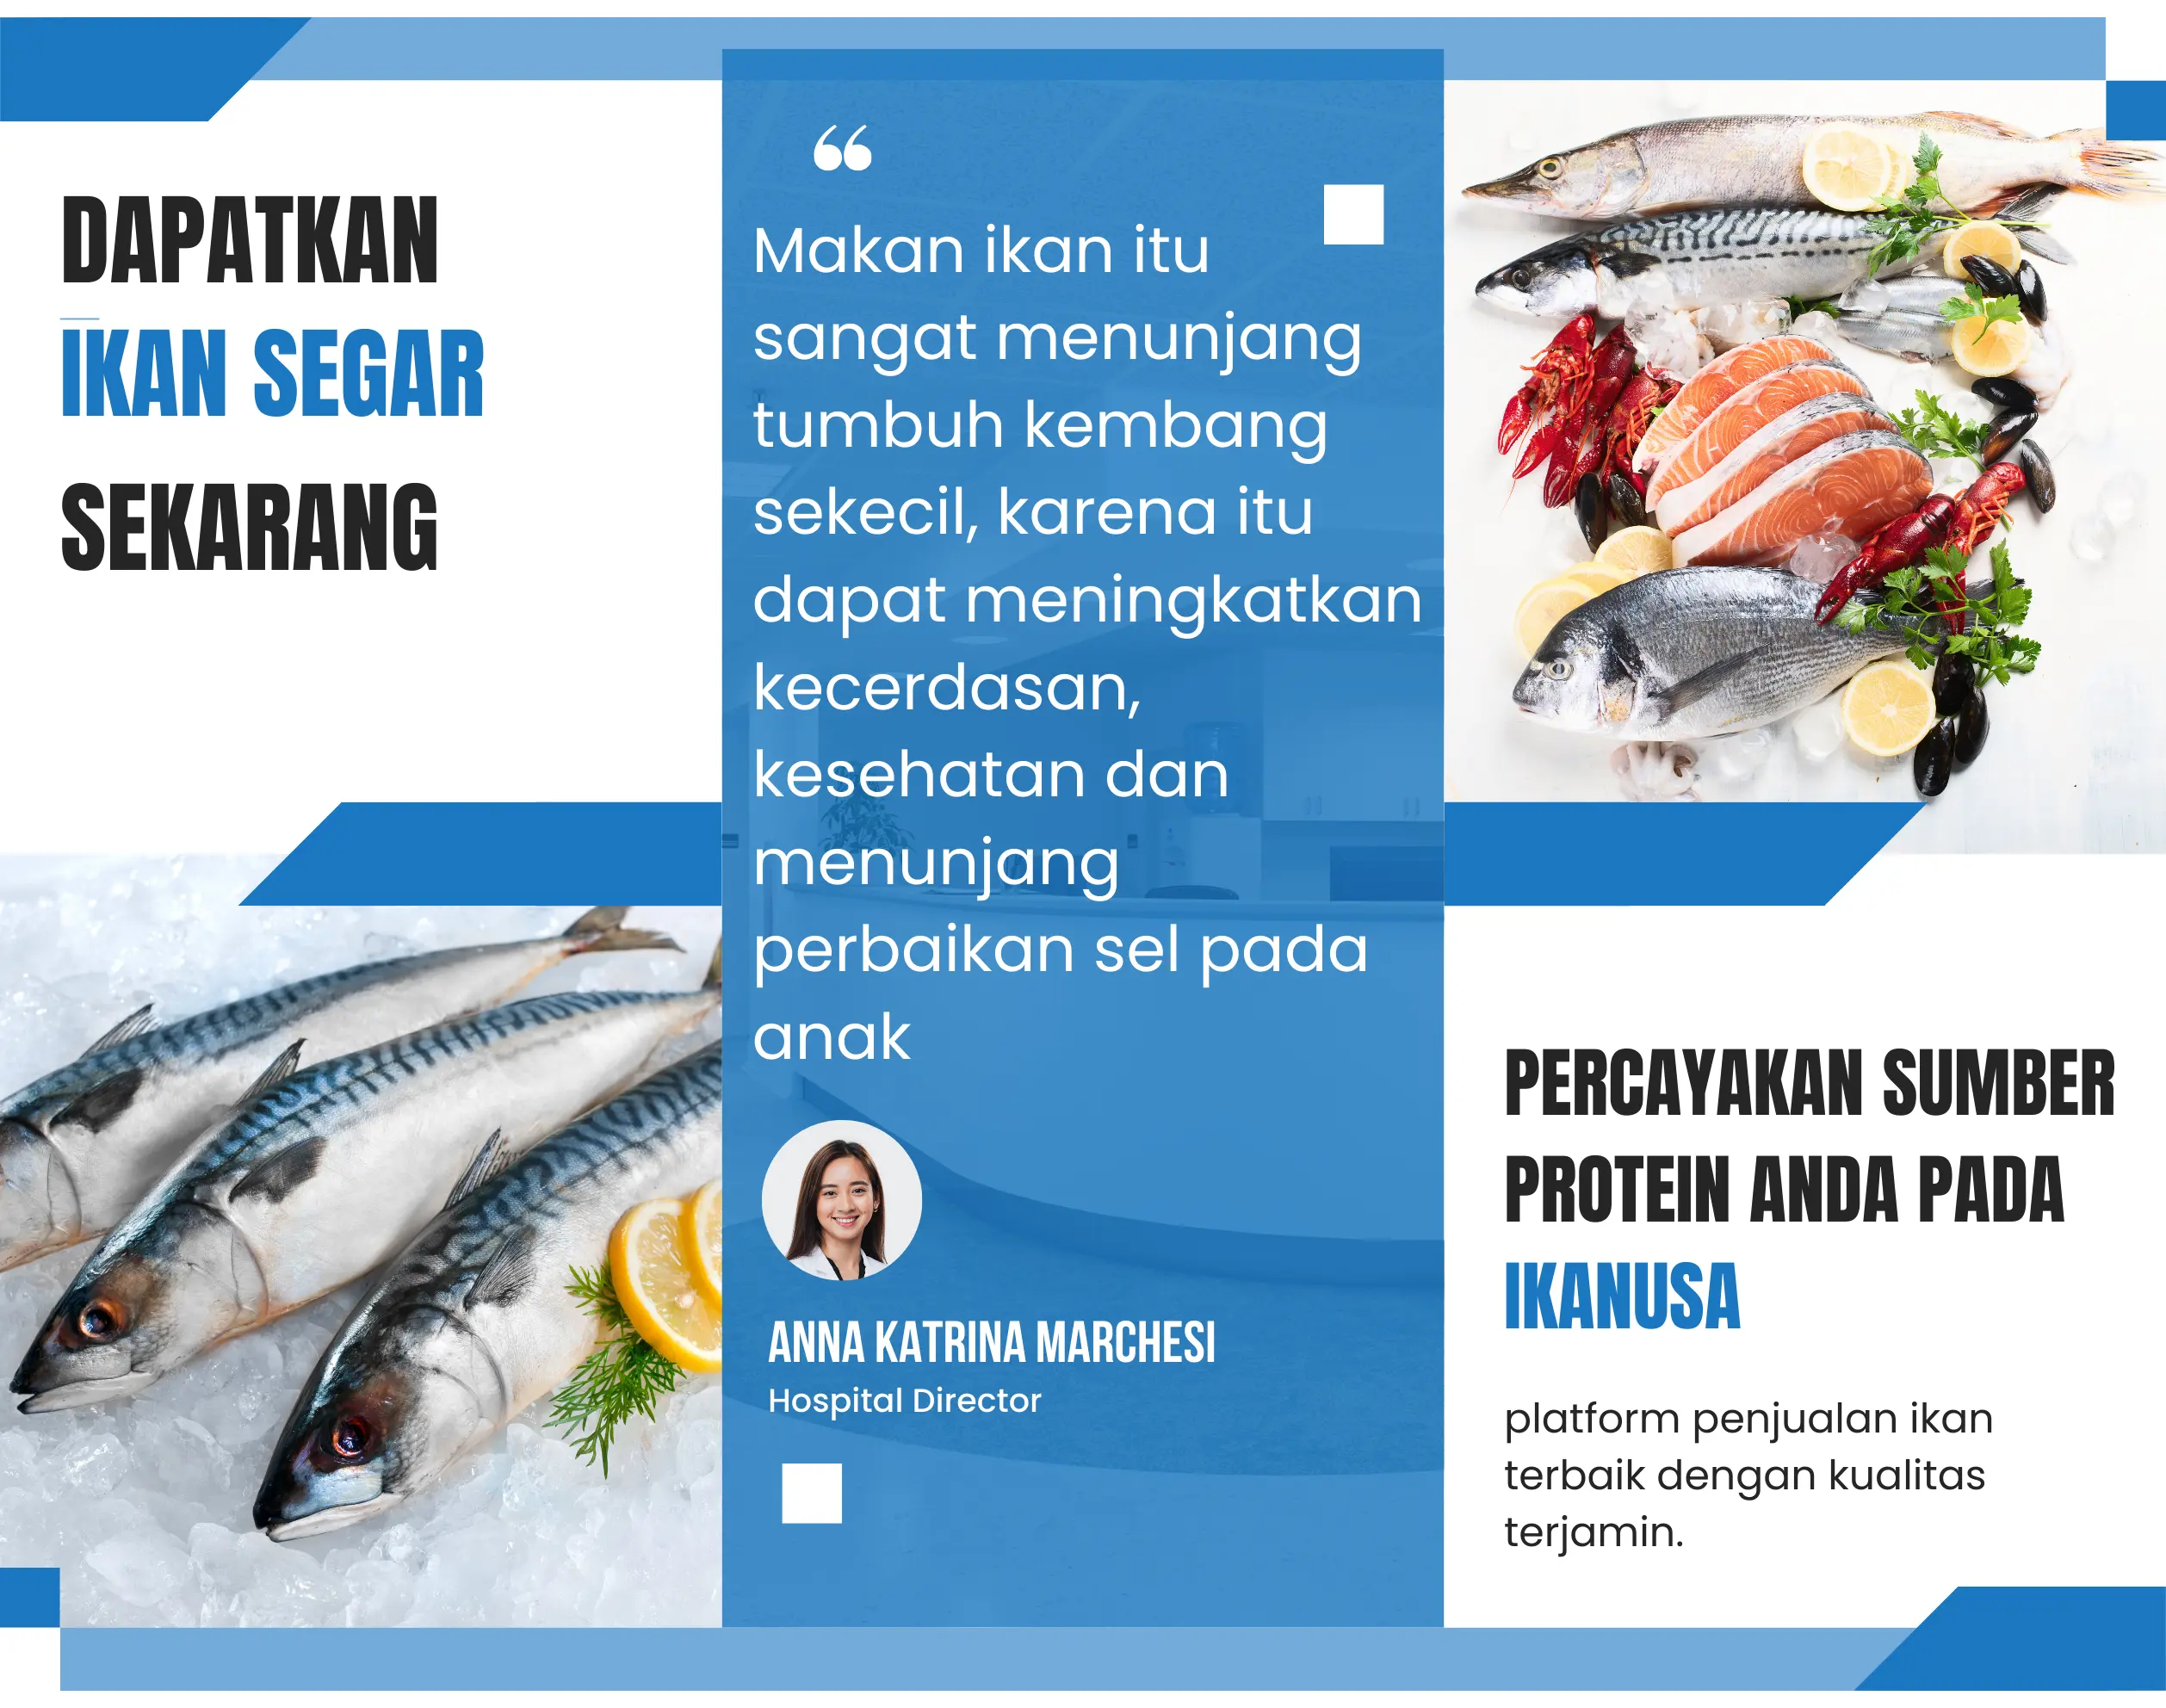 DAPATKAN
IKAN SEGAR
SEKARANG
“
Makan ikan itu
sangat menunjang
tumbuh kembang
sekecil, karena itu
dapat meningkatkan
kecerdasan,
kesehatan dan
menunjang
perbaikan sel pada
anak
ANNA KATRINA MARCHESI
Hospital Director
PERCAYAKAN SUMBER
PROTEIN ANDA PADA
IKANUSA
platform penjualan ikan
terbaik dengan kualitas
terjamin.